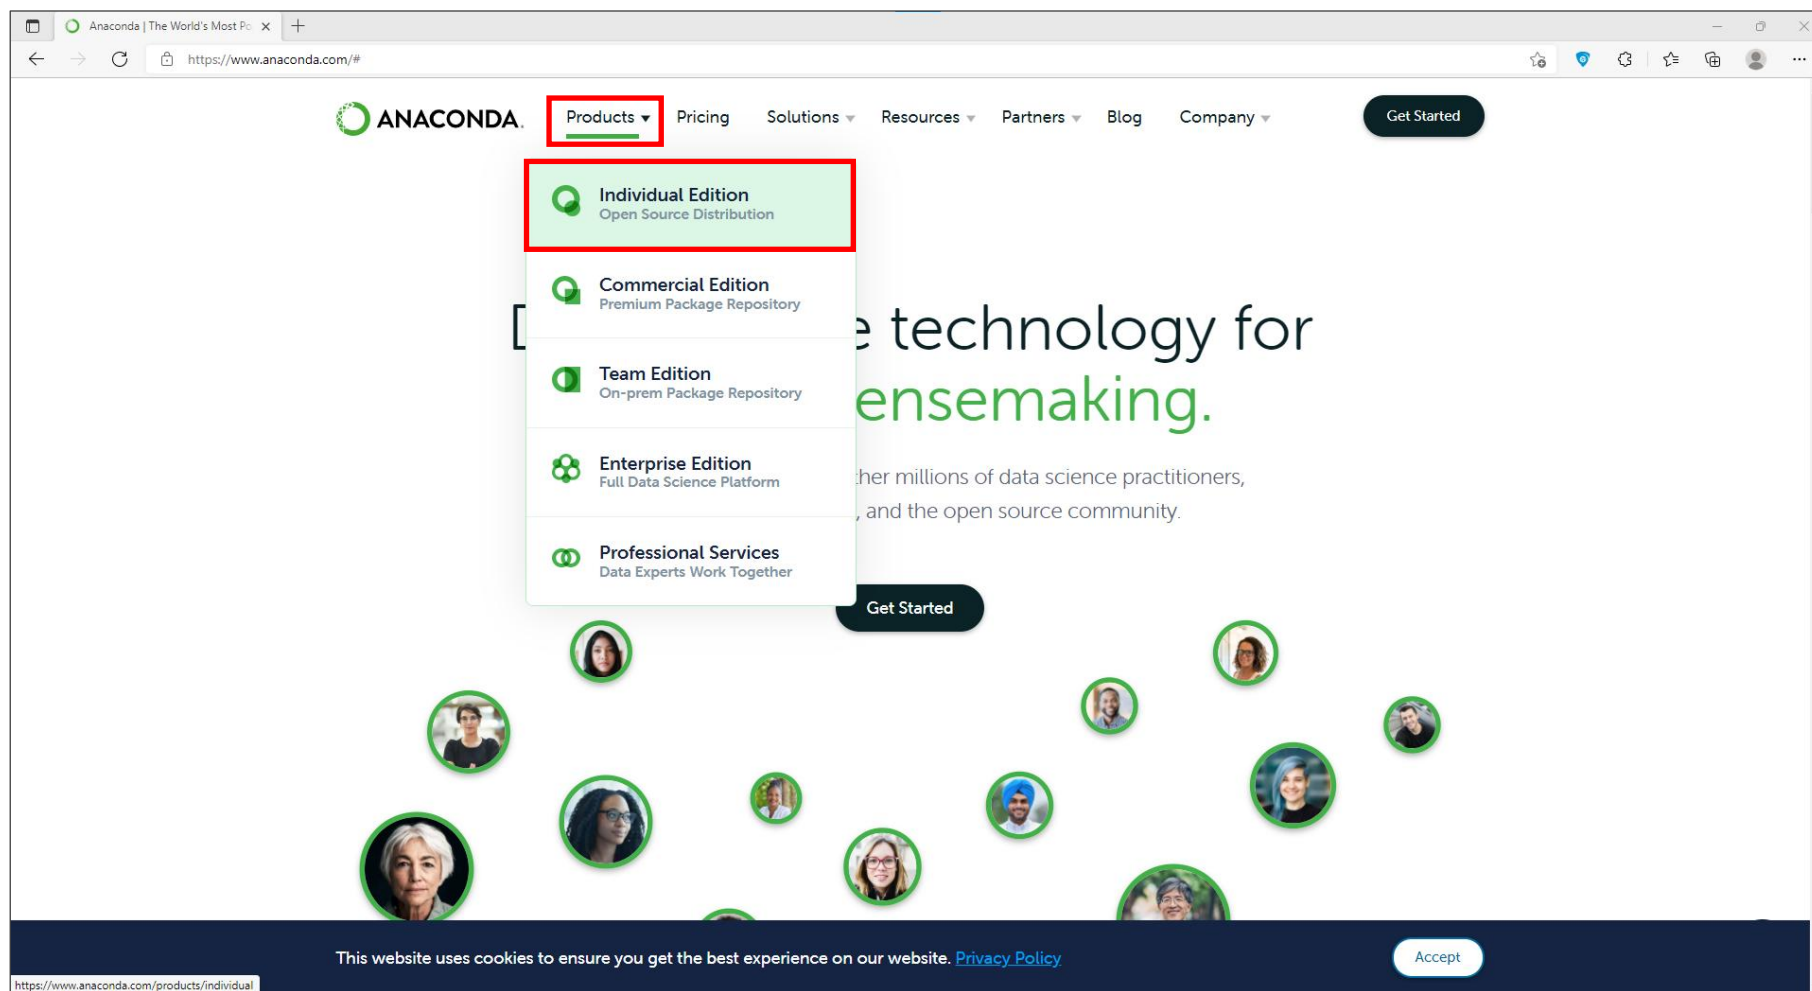 Anaconda | The World's Most Po
https://www.anaconda.com/#
ANACONDA.
Products Pricing Solutions Resources Partners Blog Company Get Started
Individual Edition
Open Source Distribution
Commercial Edition
Premium Package Repository
Team Edition
On-prem Package Repository
Enterprise Edition
Full Data Science Platform
Professional Services
Data Experts Work Together
technology for
ensemaking.
her millions of data science practitioners,
, and the open source community.
Get Started
This website uses cookies to ensure you get the best experience on our website. Privacy Policy
Accept
https://www.anaconda.com/products/individual